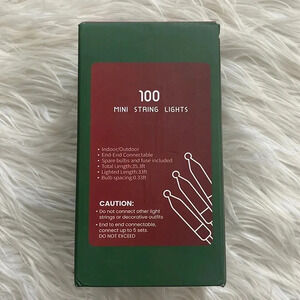 100
MINI STRING LIGHTS
• Indoor/Outdoor
• End-End Connectable
• Spare bulbs and fuse included
• Total Length:35.3ft
• Lighted Length:33ft
• Bulb spacing 0.33ft
CAUTION:
• Do not connect other light
strings or decorative outfits
• End to end connectable,
connect up to 5 sets.
DO NOT EXCEED